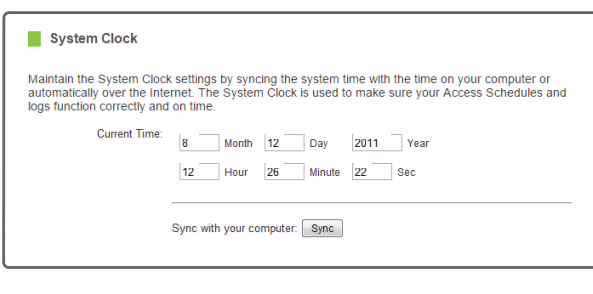 System Clock
Maintain the System Clock settings by syncing the system time with the time on your computer or
automatically over the Internet. The System Clock is used to make sure your Access Schedules and
logs function correctly and on time.
Current Time: 8 Month 12 Day 2011 Year
12 Hour 26 Minute 22 Sec
Sync with your computer: Sync